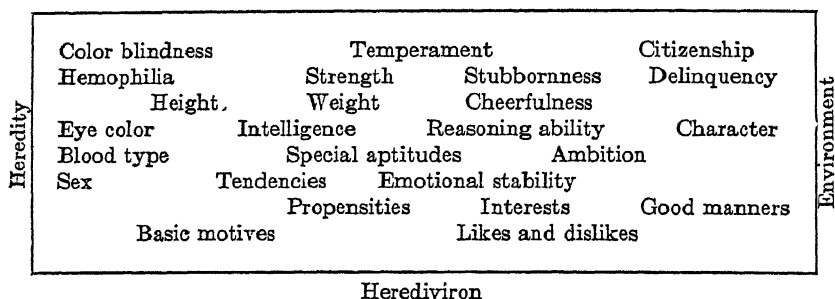 Color blindness Temperament Citizenship
Hemophilia Strength Stubbornness Delinquency
Height, Weight Cheerfulness
Eye color Intelligence Reasoning ability Character
Blood type Special aptitudes Ambition
Sex Tendencies Emotional stability
Propensities Interests Good manners
Basic motives Likes and dislikes
Heredity
Environment
Herediviron